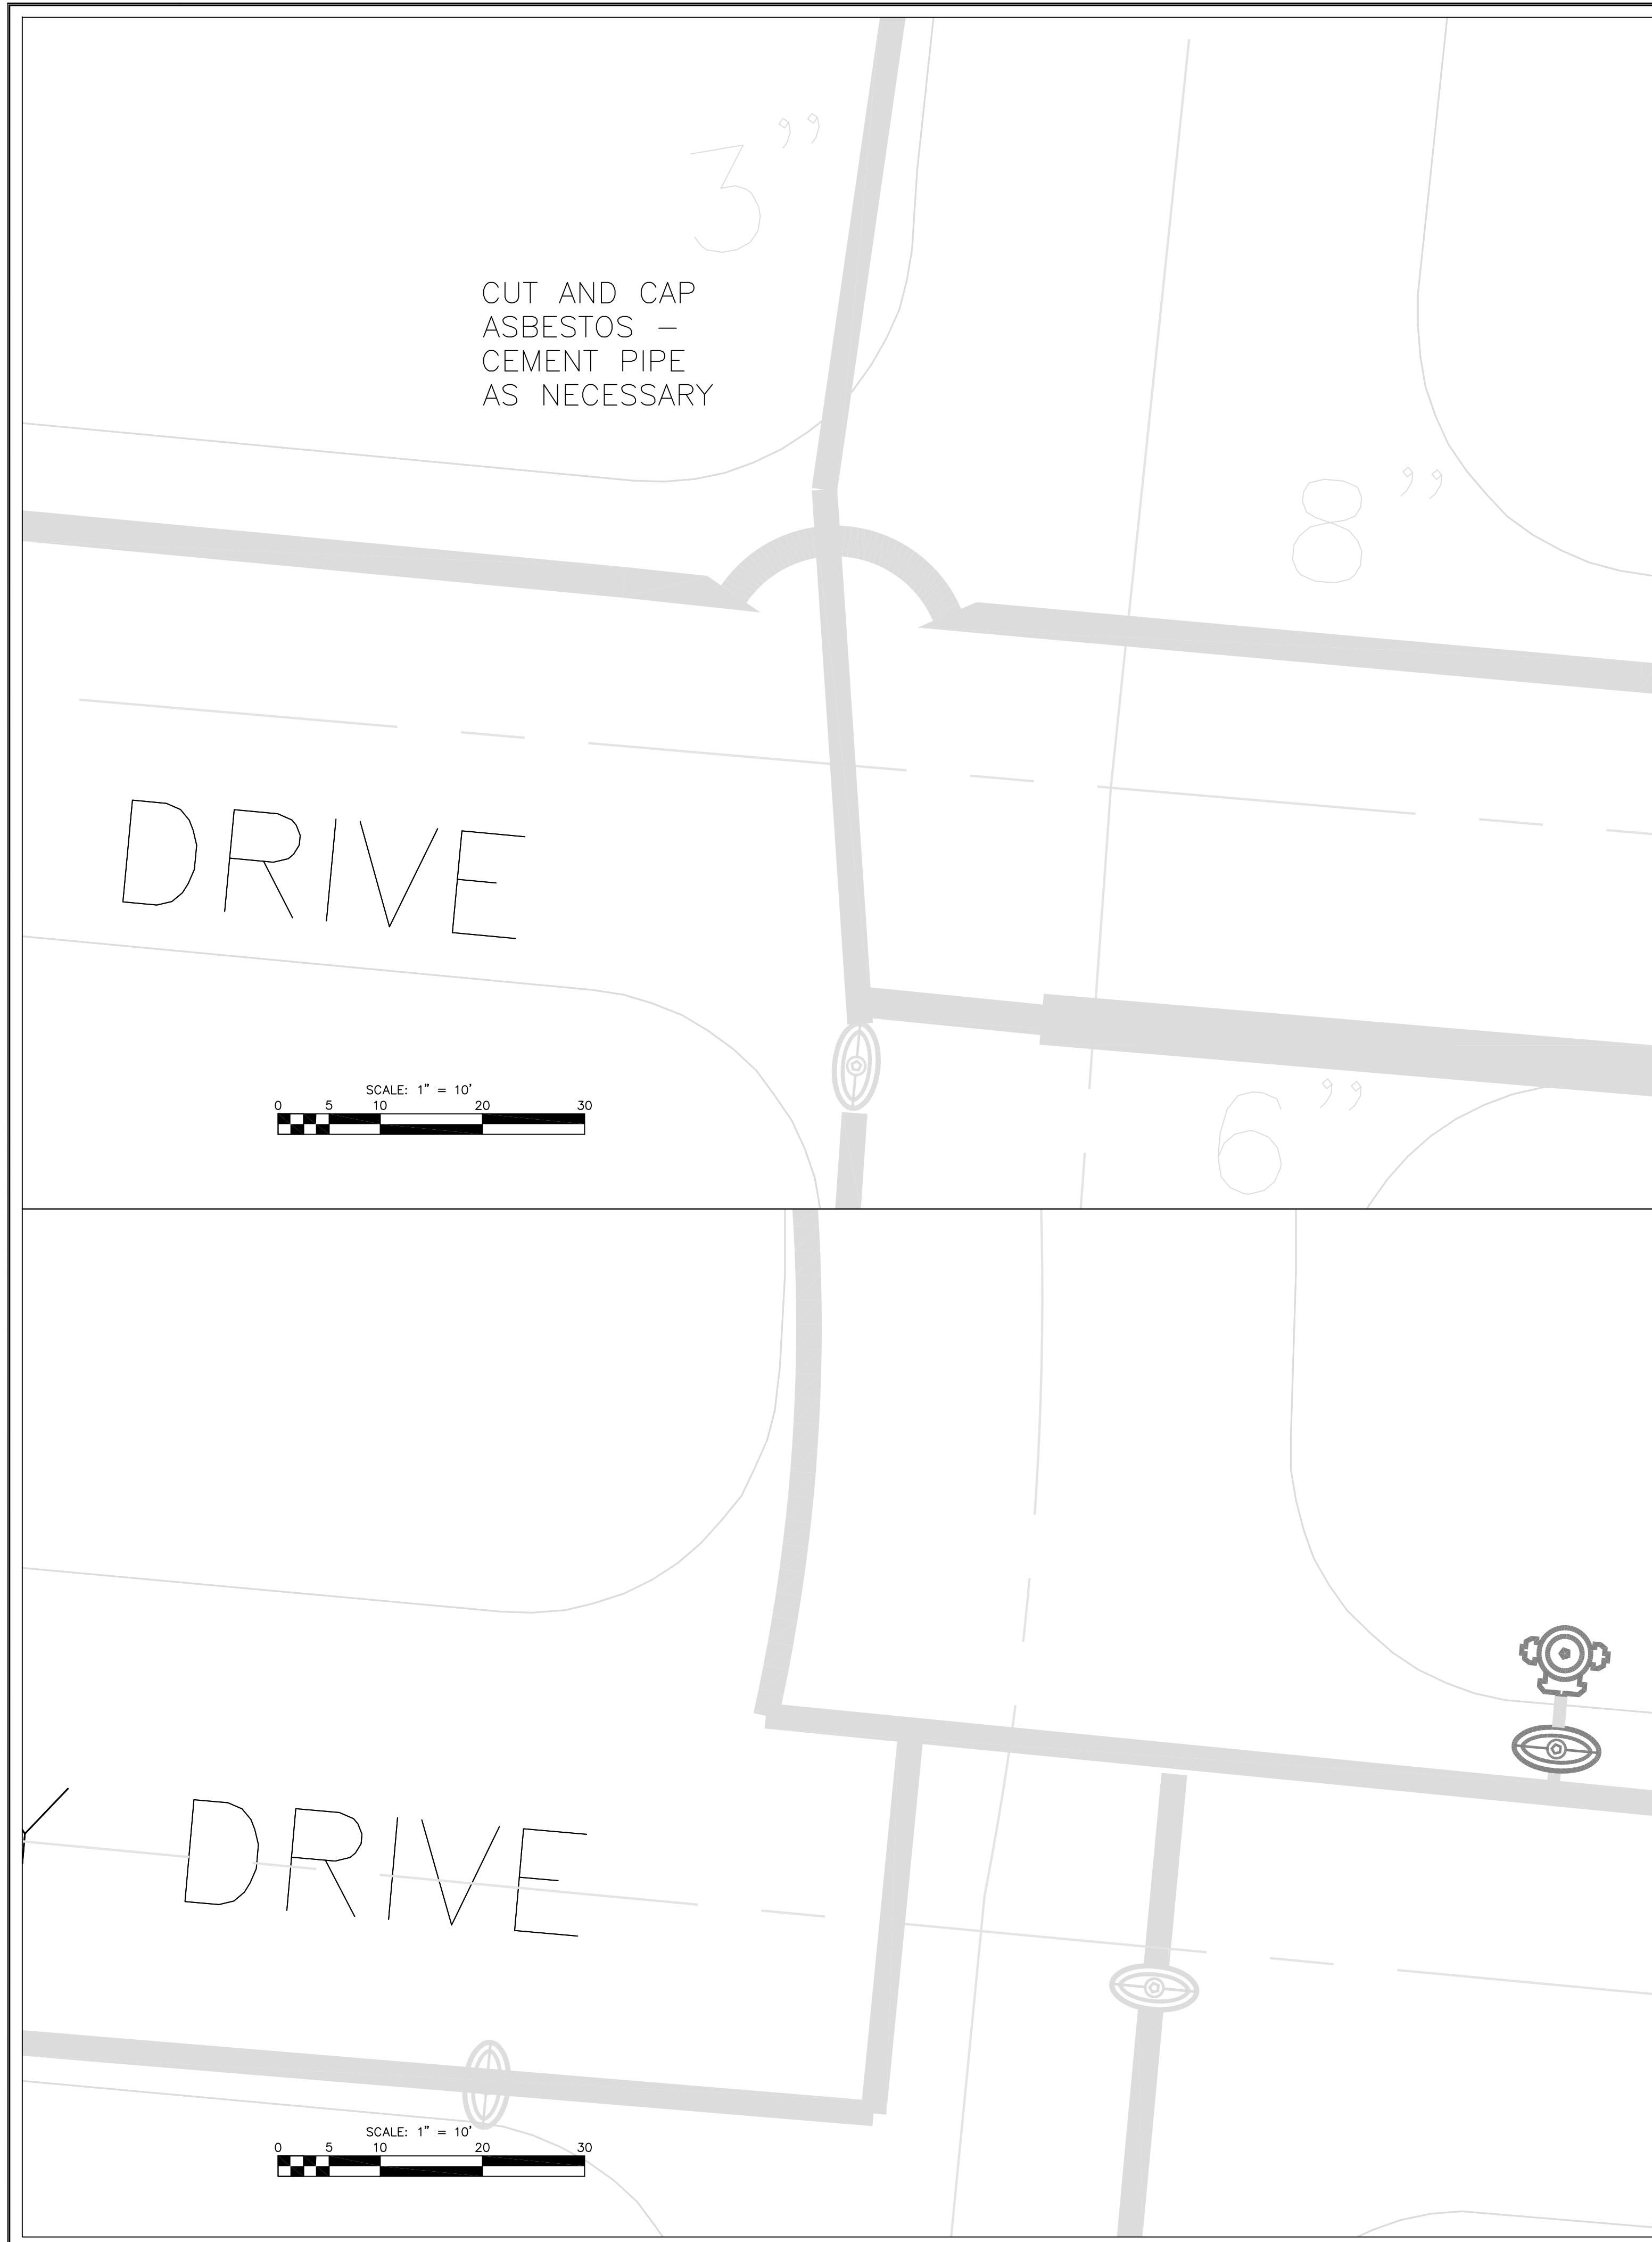 3''
CUT AND CAP
ASBESTOS –
CEMENT PIPE
AS NECESSARY
8''
DRIVE
SCALE: 1" = 10'
0 5 10 20 30
6''
Y DRIVE
SCALE: 1" = 10'
0 5 10 20 30